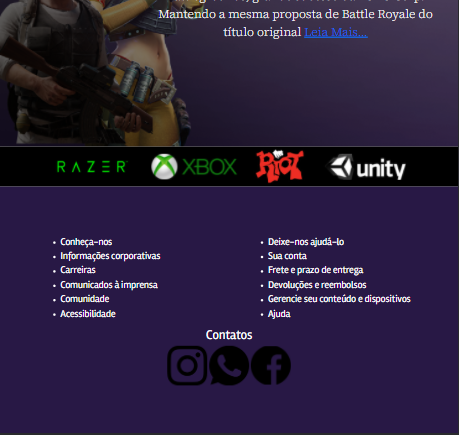 Mantendo a mesma proposta de Battle Royale do
título original Leia Mais...
RAZER
XBOX
RIOT
unity
Conheça-nos
Informações corporativas
Carreiras
Comunicados à imprensa
Comunidade
Acessibilidade
Deixe-nos ajudá-lo
Sua conta
Frete e prazo de entrega
Devoluções e reembolsos
Gerencie seu conteúdo e dispositivos
Ajuda
Contatos